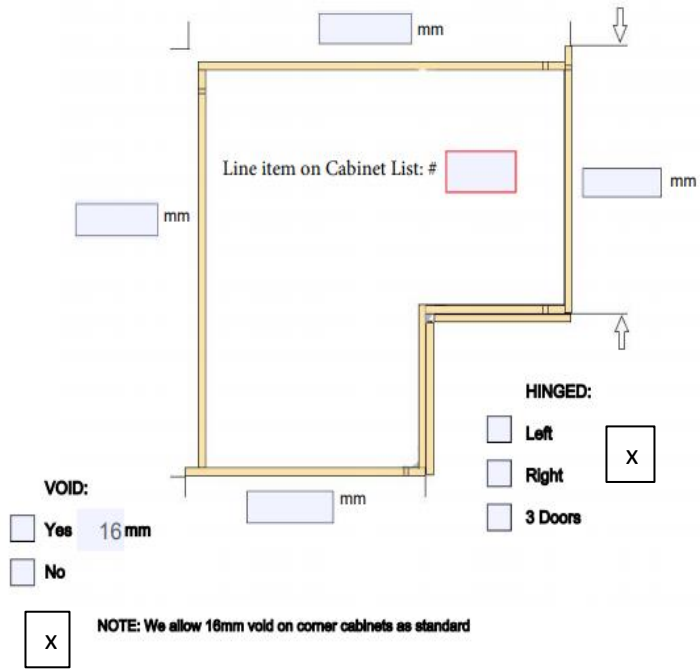 mm
Line item on Cabinet List: #
mm
mm
HINGED:
Left
Right
3 Doors
x
mm
VOID:
Yes 16 mm
No
x
NOTE: We allow 16mm void on corner cabinets as standard